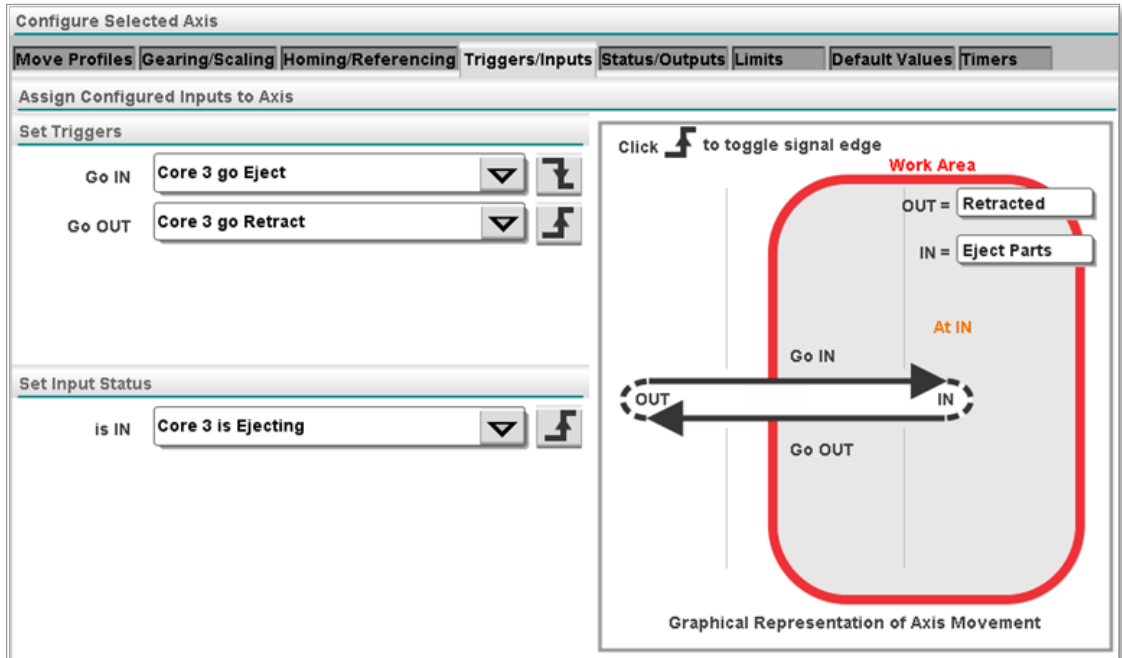 Configure Selected Axis
Move Profiles Gearing/Scaling Homing/Referencing Triggers/Inputs Status/Outputs Limits Default Values Timers
Assign Configured Inputs to Axis
Set Triggers
Go IN Core 3 go Eject
Go OUT Core 3 go Retract
Set Input Status
is IN Core 3 is Ejecting
Click to toggle signal edge
Work Area
OUT = Retracted
IN = Eject Parts
At IN
Go IN
OUT IN
Go OUT
Graphical Representation of Axis Movement